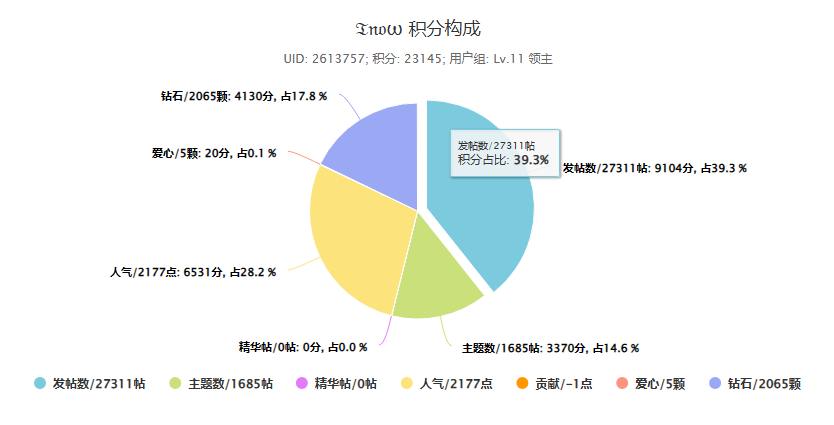 𝔗𝔫𝔬ω 积分构成
UID: 2613757; 积分: 23145; 用户组: Lv.11 领主
钻石/2065颗: 4130分, 占17.8 %
爱心/5颗: 20分, 占0.1 %
发帖数/27311帖
积分占比: 39.3%
发帖数/27311帖: 9104分, 占39.3 %
人气/2177点: 6531分, 占28.2 %
精华帖/0帖: 0分, 占0.0 %
主题数/1685帖: 3370分, 占14.6 %
发帖数/27311帖 主题数/1685帖 精华帖/0帖 人气/2177点 贡献/-1点 爱心/5颗 钻石/2065颗